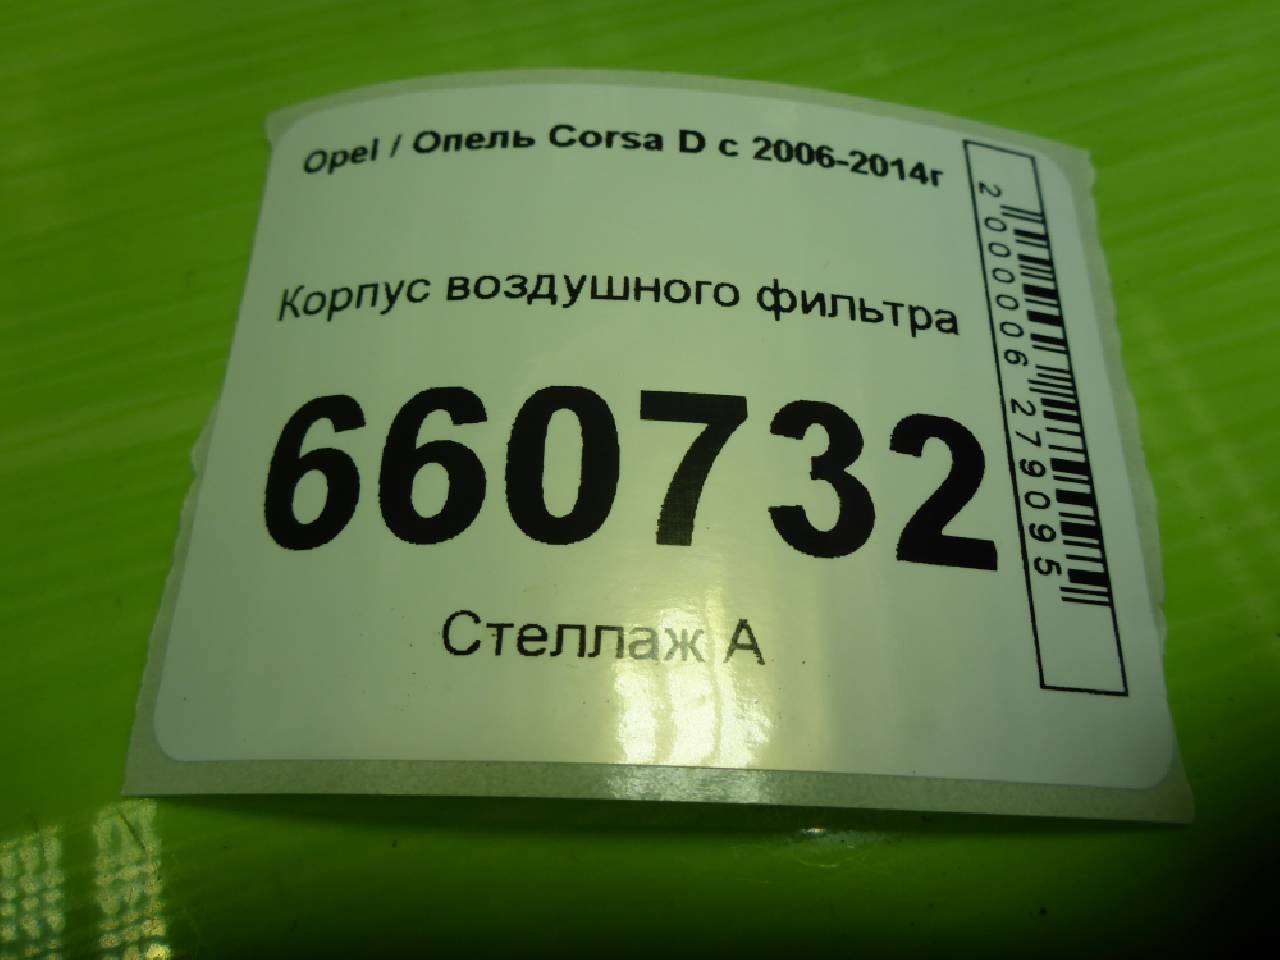 Opel / Опель Corsa D с 2006-2014г
Корпус воздушного фильтра
660732
Стеллаж А
2000006279095